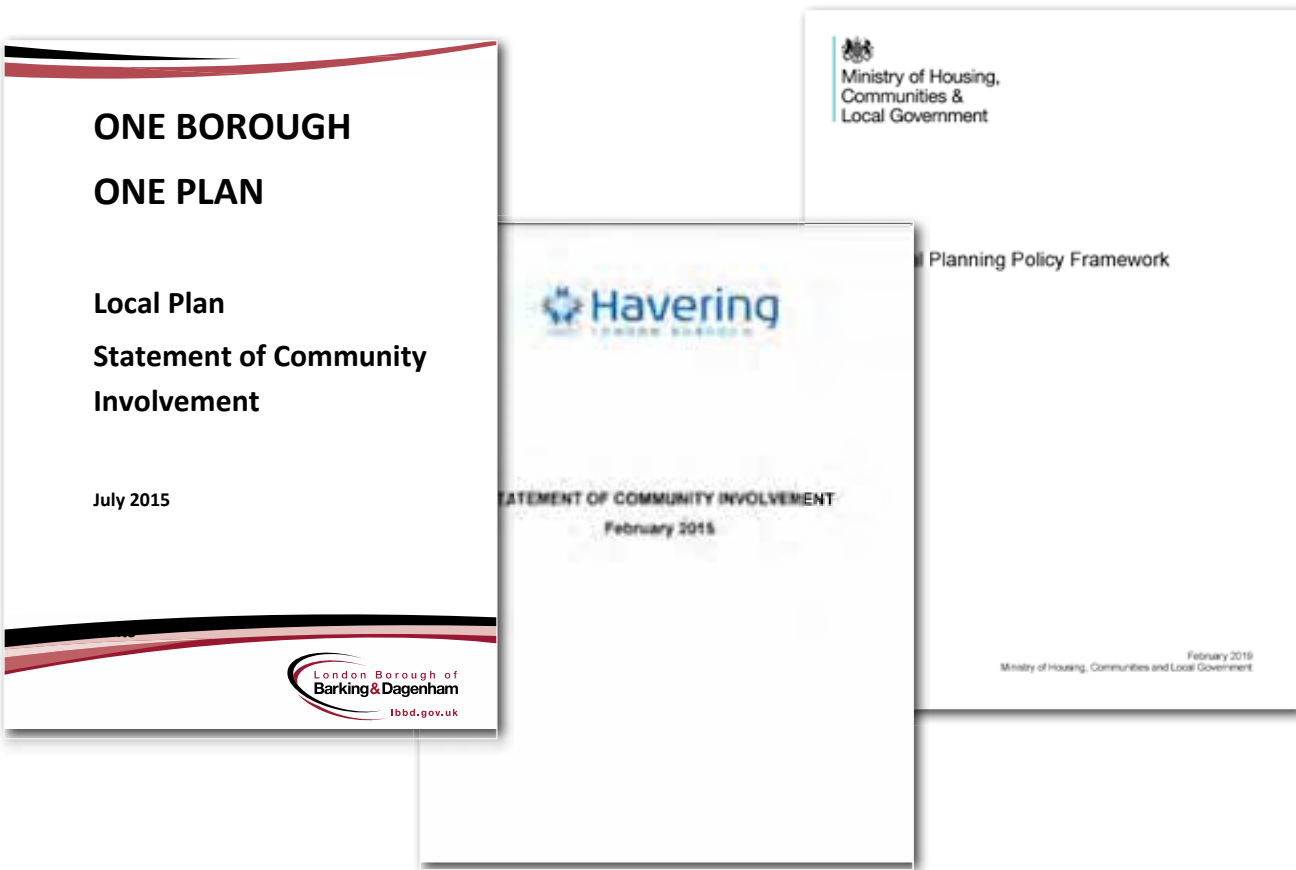 ONE BOROUGH
ONE PLAN
Local Plan
Statement of Community
Involvement
July 2015
London Borough of
Barking&Dagenham
lbbd.gov.uk
Havering
LONDON BOROUGH
TATEMENT OF COMMUNITY INVOLVEMENT
February 2015
Ministry of Housing,
Communities &
Local Government
l Planning Policy Framework
February 2019
Ministry of Housing, Communities and Local Government